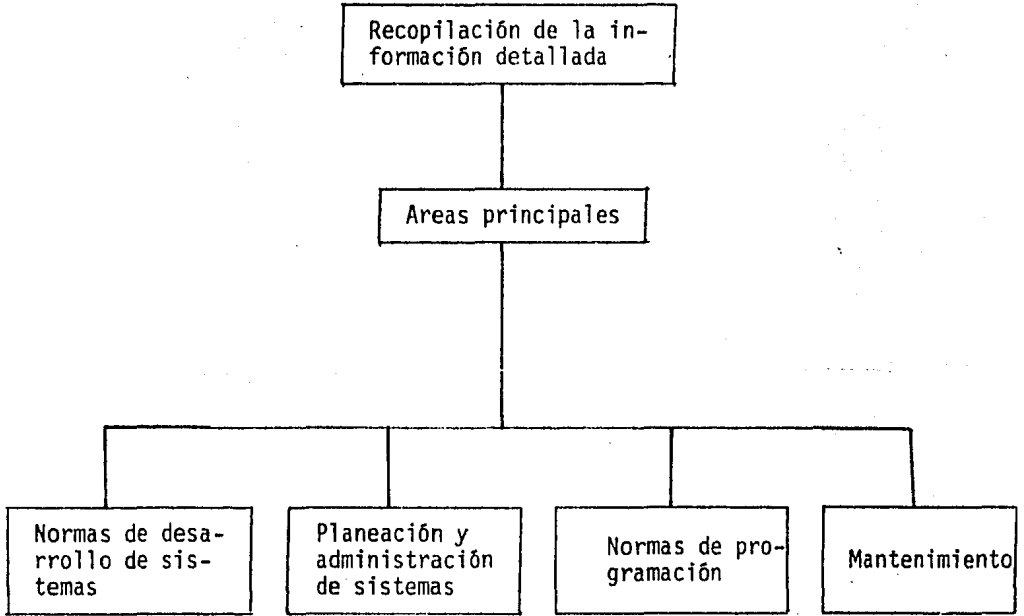 Recopilación de la in-
formación detallada
Areas principales
Normas de desa-
rrollo de sis-
temas
Planeación y
administración
de sistemas
Normas de pro-
gramación
Mantenimiento